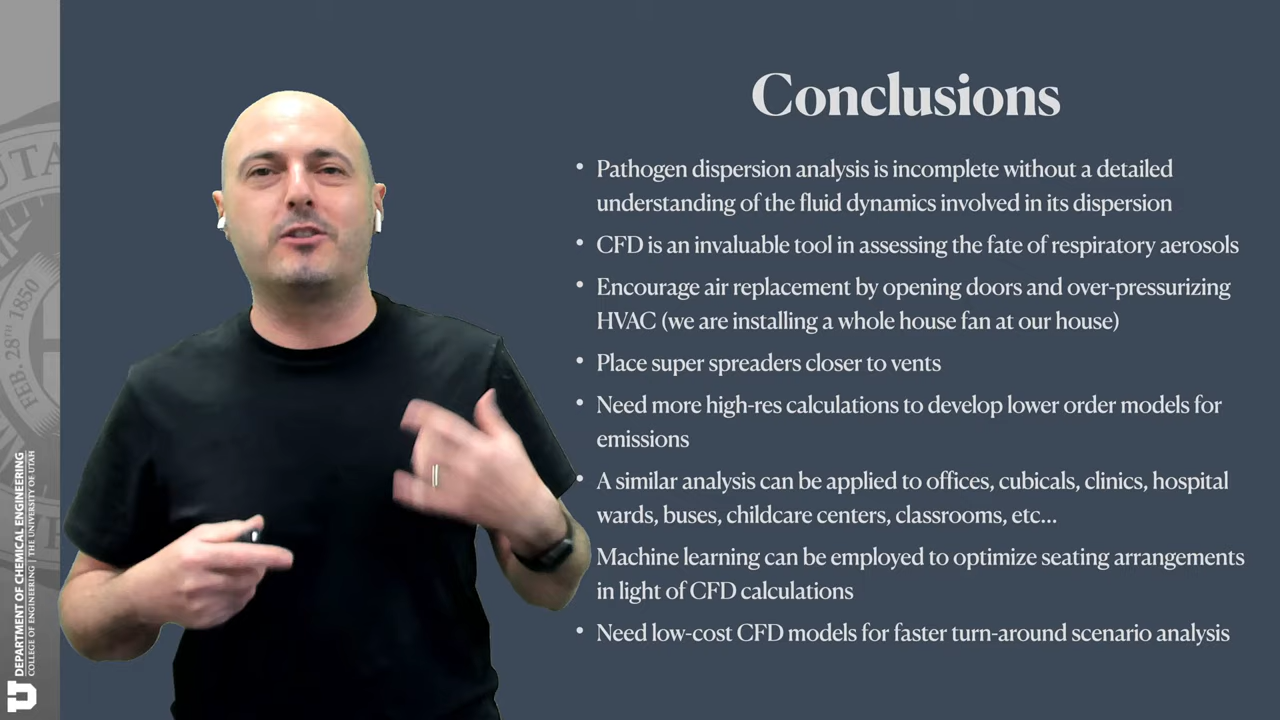 Conclusions
• Pathogen dispersion analysis is incomplete without a detailed
understanding of the fluid dynamics involved in its dispersion
• CFD is an invaluable tool in assessing the fate of respiratory aerosols
• Encourage air replacement by opening doors and over-pressurizing
HVAC (we are installing a whole house fan at our house)
• Place super spreaders closer to vents
• Need more high-res calculations to develop lower order models for
emissions
• A similar analysis can be applied to offices, cubicals, clinics, hospital
wards, buses, childcare centers, classrooms, etc...
Machine learning can be employed to optimize seating arrangements
in light of CFD calculations
• Need low-cost CFD models for faster turn-around scenario analysis
DEPARTMENT OF CHEMICAL ENGINEERING
COLLEGE OF ENGINEERING | THE UNIVERSITY OF UTAH
UTA
FEB. 28TH 1850
U